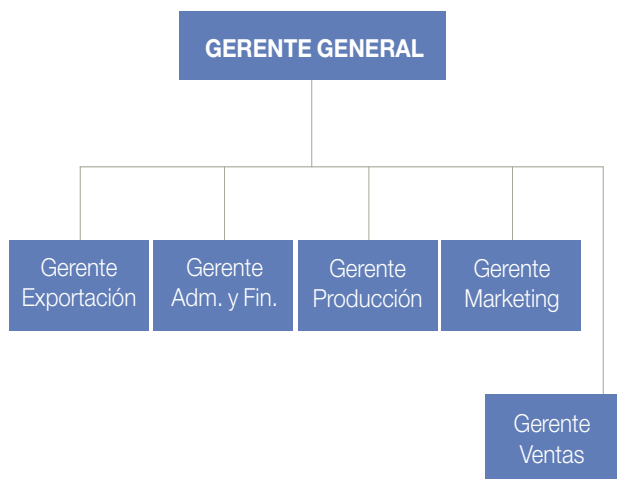 GERENTE GENERAL
Gerente
Exportación
Gerente
Adm. y Fin.
Gerente
Producción
Gerente
Marketing
Gerente
Ventas